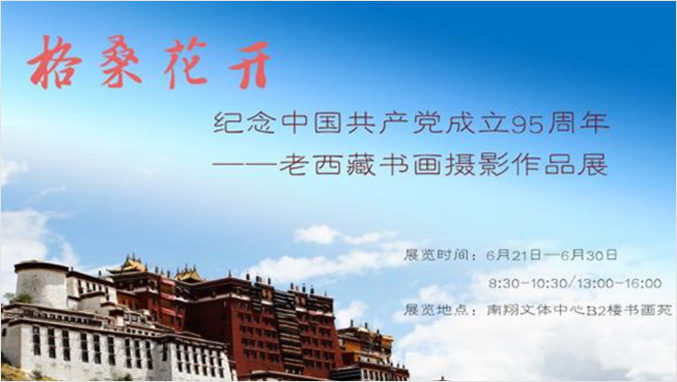 格桑花开
纪念中国共产党成立95周年
——老西藏书画摄影作品展
展览时间：6月21日—6月30日
8:30-10:30/13:00-16:00
展览地点：南翔文体中心B2楼书画苑